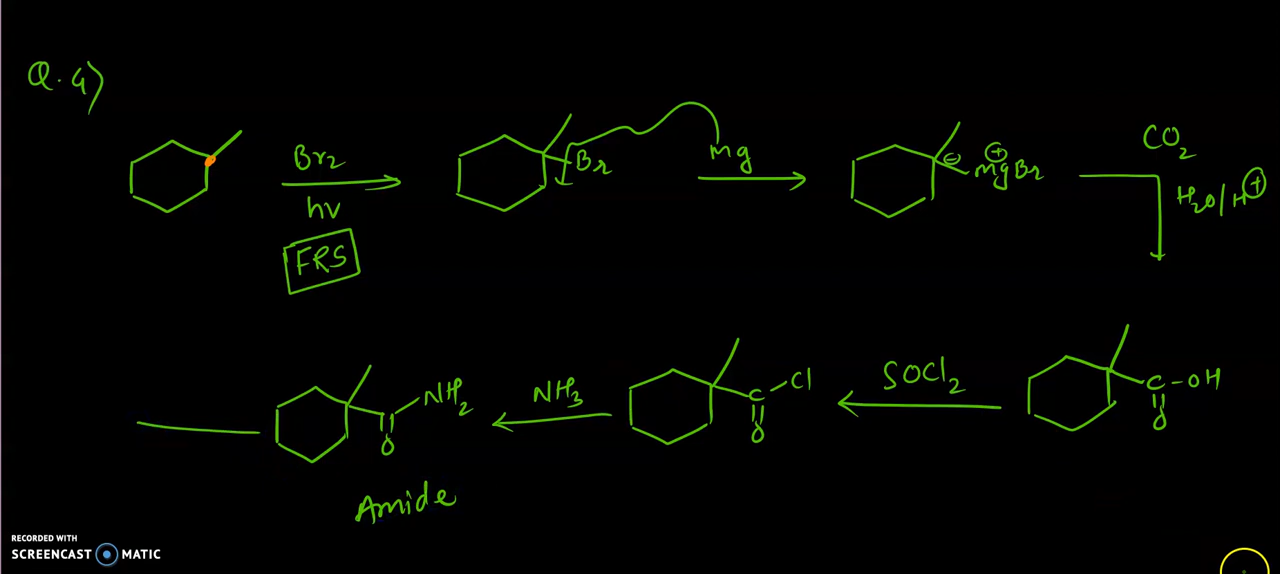 Q.4)
Br2
hν
FRS
Br
Mg
⊖ ⊕
MgBr
CO2
H2O/H⊕
C-OH
O
SOCl2
C-Cl
O
NH3
NH2
O
Amide
RECORDED WITH
SCREENCAST MATIC